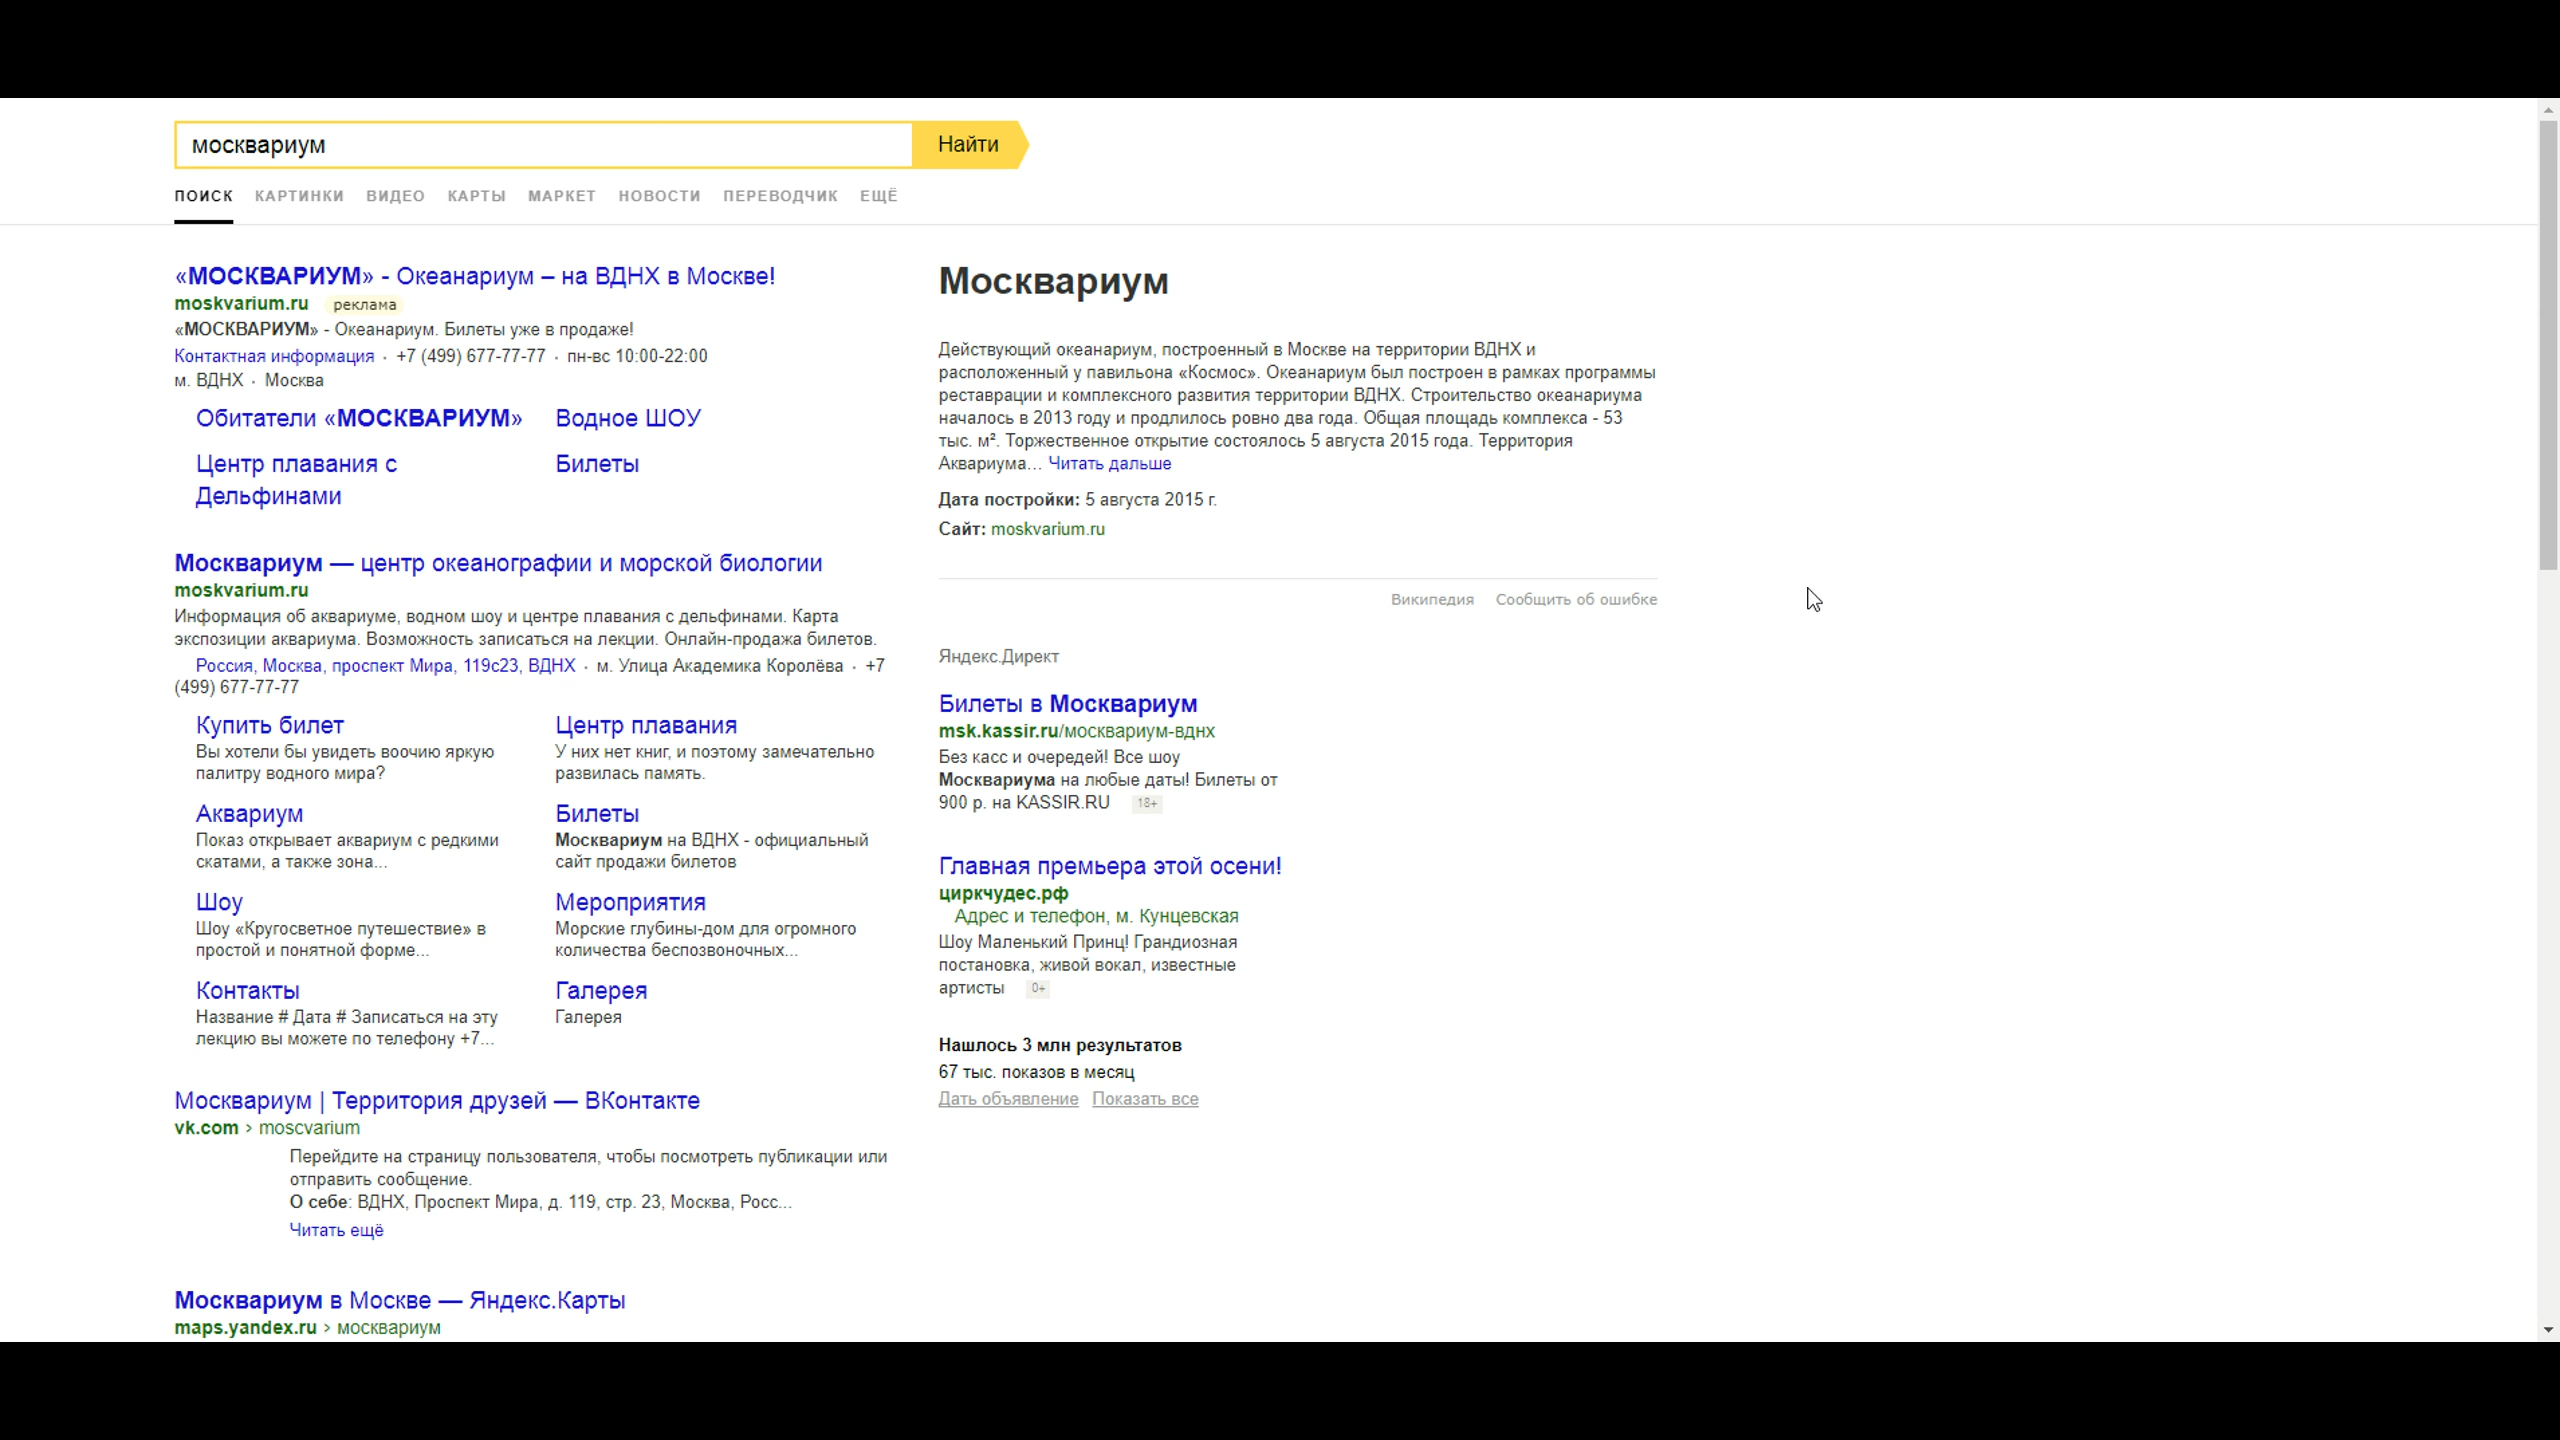 москвариум
Найти
ПОИСК КАРТИНКИ ВИДЕО КАРТЫ МАРКЕТ НОВОСТИ ПЕРЕВОДЧИК ЕЩЁ
«МОСКВАРИУМ» - Океанариум – на ВДНХ в Москве!
moskvarium.ru реклама
«МОСКВАРИУМ» - Океанариум. Билеты уже в продаже!
Контактная информация · +7 (499) 677-77-77 · пн-вс 10:00-22:00
м. ВДНХ · Москва
Обитатели «МОСКВАРИУМ»
Водное ШОУ
Центр плавания с
Дельфинами
Билеты
Москвариум — центр океанографии и морской биологии
moskvarium.ru
Информация об аквариуме, водном шоу и центре плавания с дельфинами. Карта
экспозиции аквариума. Возможность записаться на лекции. Онлайн-продажа билетов.
Россия, Москва, проспект Мира, 119с23, ВДНХ · м. Улица Академика Королёва · +7
(499) 677-77-77
Купить билет
Вы хотели бы увидеть воочию яркую
палитру водного мира?
Центр плавания
У них нет книг, и поэтому замечательно
развилась память.
Аквариум
Показ открывает аквариум с редкими
скатами, а также зона...
Билеты
Москвариум на ВДНХ - официальный
сайт продажи билетов
Шоу
Шоу «Кругосветное путешествие» в
простой и понятной форме...
Мероприятия
Морские глубины-дом для огромного
количества беспозвоночных...
Контакты
Название # Дата # Записаться на эту
лекцию вы можете по телефону +7...
Галерея
Галерея
Москвариум | Территория друзей — ВКонтакте
vk.com › moscvarium
Перейдите на страницу пользователя, чтобы посмотреть публикации или
отправить сообщение.
О себе: ВДНХ, Проспект Мира, д. 119, стр. 23, Москва, Росс...
Читать ещё
Москвариум в Москве — Яндекс.Карты
maps.yandex.ru › москвариум
Москвариум
Действующий океанариум, построенный в Москве на территории ВДНХ и
расположенный у павильона «Космос». Океанариум был построен в рамках программы
реставрации и комплексного развития территории ВДНХ. Строительство океанариума
началось в 2013 году и продлилось ровно два года. Общая площадь комплекса - 53
тыс. м². Торжественное открытие состоялось 5 августа 2015 года. Территория
Аквариума... Читать дальше
Дата постройки: 5 августа 2015 г.
Сайт: moskvarium.ru
Википедия Сообщить об ошибке
Яндекс.Директ
Билеты в Москвариум
msk.kassir.ru/москвариум-вднх
Без касс и очередей! Все шоу
Москвариума на любые даты! Билеты от
900 р. на KASSIR.RU 18+
Главная премьера этой осени!
циркчудес.рф
Адрес и телефон, м. Кунцевская
Шоу Маленький Принц! Грандиозная
постановка, живой вокал, известные
артисты 0+
Нашлось 3 млн результатов
67 тыс. показов в месяц
Дать объявление Показать все